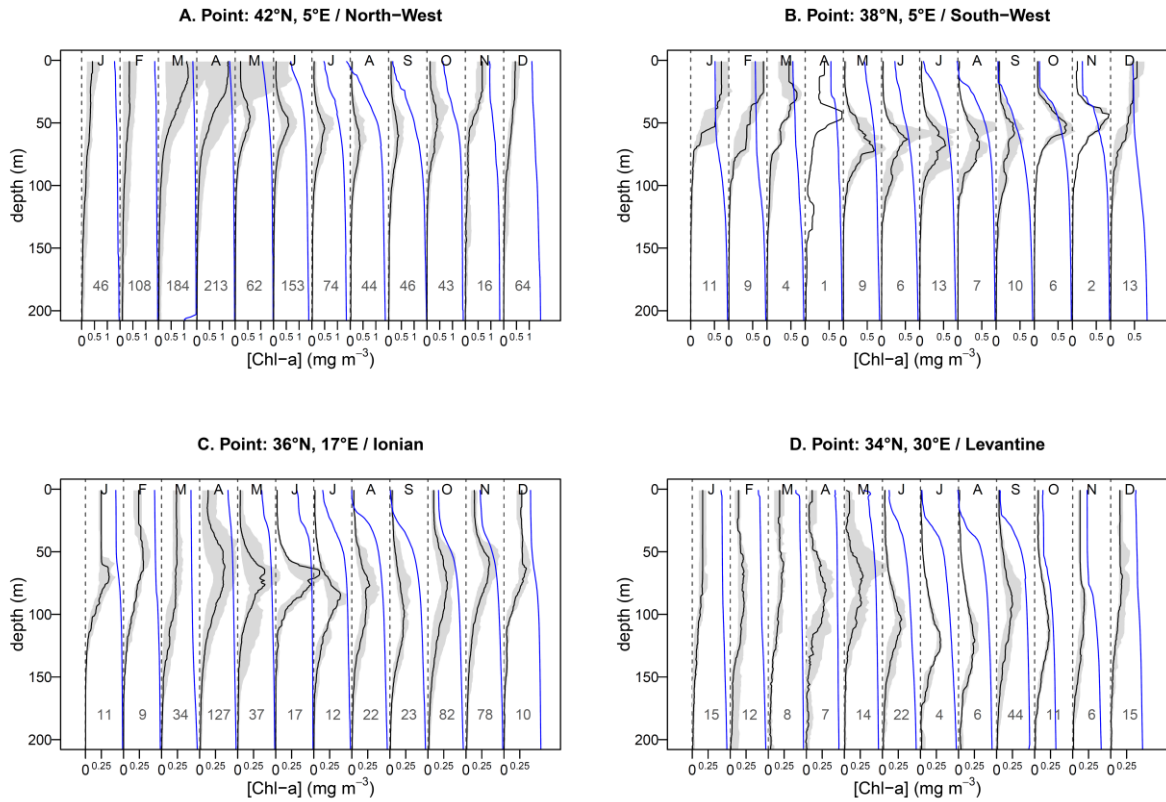 A. Point: 42°N, 5°E / North−West
J F M A M J J A S O N D
0
50
100
150
200
depth (m)
46 108 184 213 62 153 74 44 46 43 16 64
0 0.5 1 0 0.5 1 0 0.5 1 0 0.5 1 0 0.5 1 0 0.5 1 0 0.5 1 0 0.5 1 0 0.5 1 0 0.5 1 0 0.5 1 0 0.5 1
[Chl−a] (mg m−3)
B. Point: 38°N, 5°E / South−West
J F M A M J J A S O N D
0
50
100
150
200
depth (m)
11 9 4 1 9 6 13 7 10 6 2 13
0 0.5 0 0.5 0 0.5 0 0.5 0 0.5 0 0.5 0 0.5 0 0.5 0 0.5 0 0.5 0 0.5 0 0.5
[Chl−a] (mg m−3)
C. Point: 36°N, 17°E / Ionian
J F M A M J J A S O N D
0
50
100
150
200
depth (m)
11 9 34 127 37 17 12 22 23 82 78 10
0 0.25 0 0.25 0 0.25 0 0.25 0 0.25 0 0.25 0 0.25 0 0.25 0 0.25 0 0.25 0 0.25 0 0.25
[Chl−a] (mg m−3)
D. Point: 34°N, 30°E / Levantine
J F M A M J J A S O N D
0
50
100
150
200
depth (m)
15 12 8 7 14 22 4 6 44 11 6 15
0 0.25 0 0.25 0 0.25 0 0.25 0 0.25 0 0.25 0 0.25 0 0.25 0 0.25 0 0.25 0 0.25 0 0.25
[Chl−a] (mg m−3)